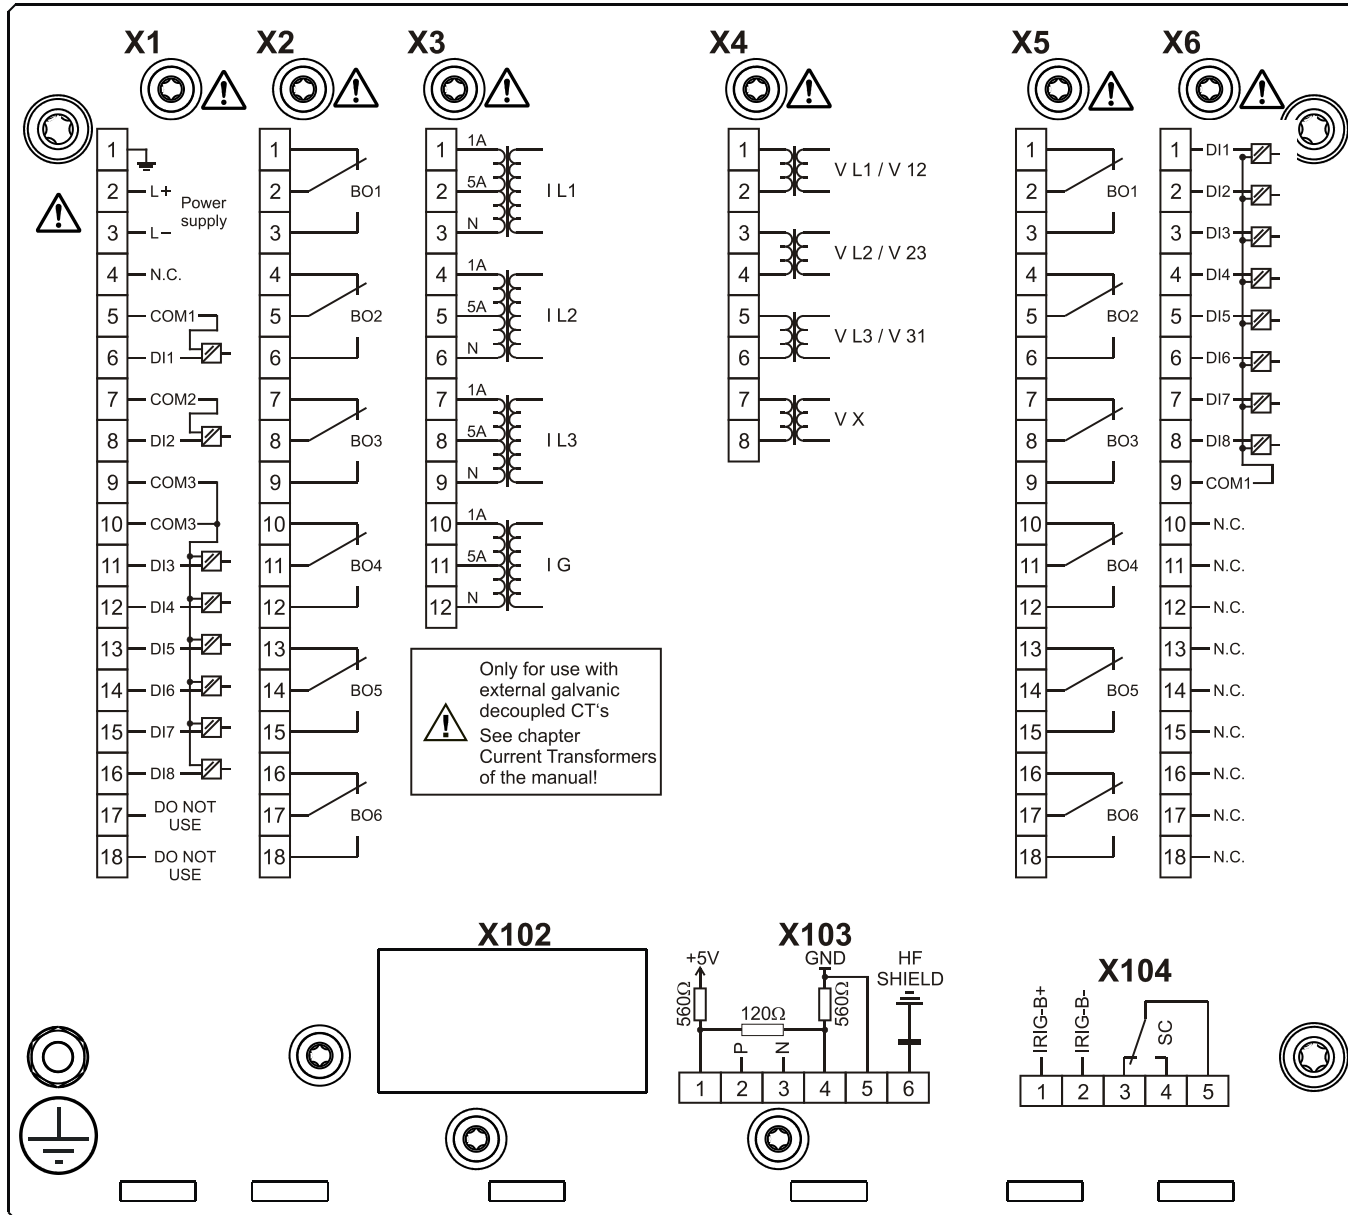 X1
1
2 L+
3 L−
Power
supply
4 N.C.
5 COM1
6 DI1
7 COM2
8 DI2
9 COM3
10 COM3
11 DI3
12 DI4
13 DI5
14 DI6
15 DI7
16 DI8
17 DO NOT
USE
18 DO NOT
USE
X2
1
2 BO1
3
4
5 BO2
6
7
8 BO3
9
10
11 BO4
12
13
14 BO5
15
16
17 BO6
18
X3
1 1A
2 5A I L1
3 N
4 1A
5 5A I L2
6 N
7 1A
8 5A I L3
9 N
10 1A
11 5A I G
12 N
Only for use with
external galvanic
decoupled CT‘s
See chapter
Current Transformers
of the manual!
X4
1
V L1 / V 12
2
3
V L2 / V 23
4
5
V L3 / V 31
6
7
V X
8
X5
1
2 BO1
3
4
5 BO2
6
7
8 BO3
9
10
11 BO4
12
13
14 BO5
15
16
17 BO6
18
X6
1 DI1
2 DI2
3 DI3
4 DI4
5 DI5
6 DI6
7 DI7
8 DI8
9 COM1
10 N.C.
11 N.C.
12 N.C.
13 N.C.
14 N.C.
15 N.C.
16 N.C.
17 N.C.
18 N.C.
X102
X103
+5V GND HF
SHIELD
560Ω 120Ω 560Ω
P N
1 2 3 4 5 6
X104
IRIG-B+ IRIG-B- SC
1 2 3 4 5